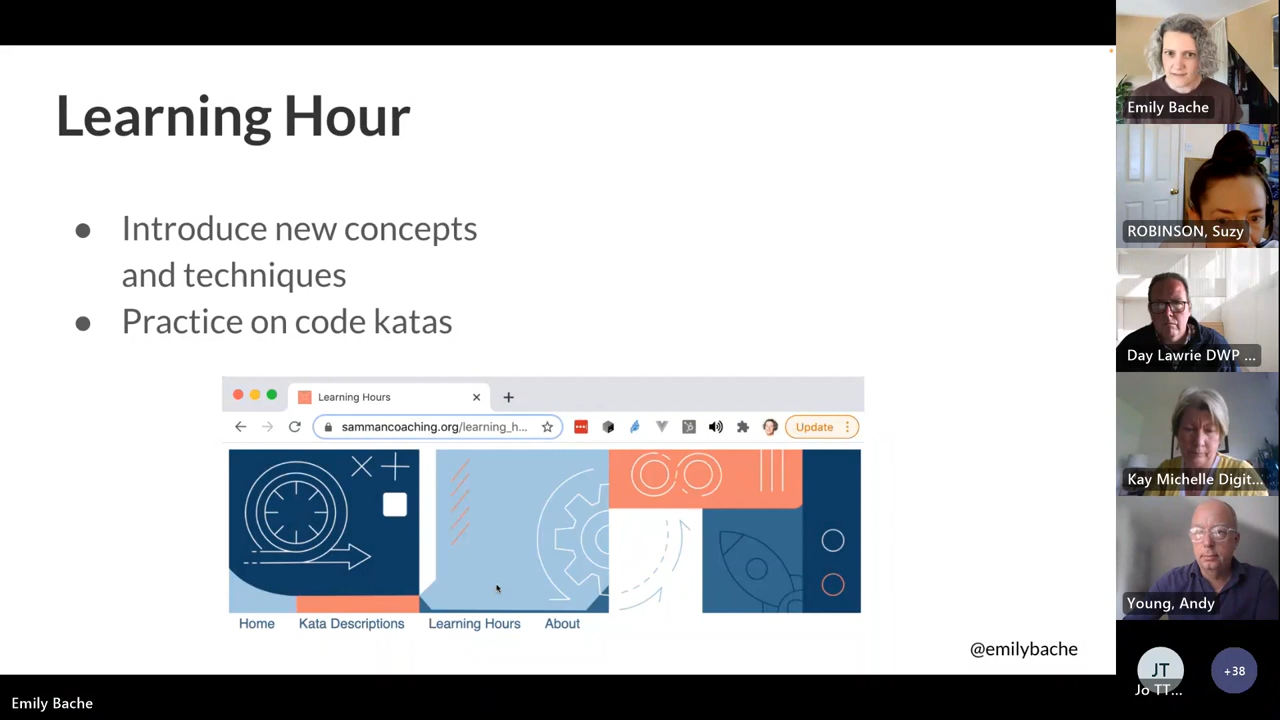 Learning Hour
● Introduce new concepts
and techniques
● Practice on code katas
Learning Hours
sammancoaching.org/learning_h...
Update
Home Kata Descriptions Learning Hours About
@emilybache
Emily Bache
Emily Bache
ROBINSON, Suzy
Day Lawrie DWP ...
Kay Michelle Digit...
Young, Andy
JT
Jo TT...
+38